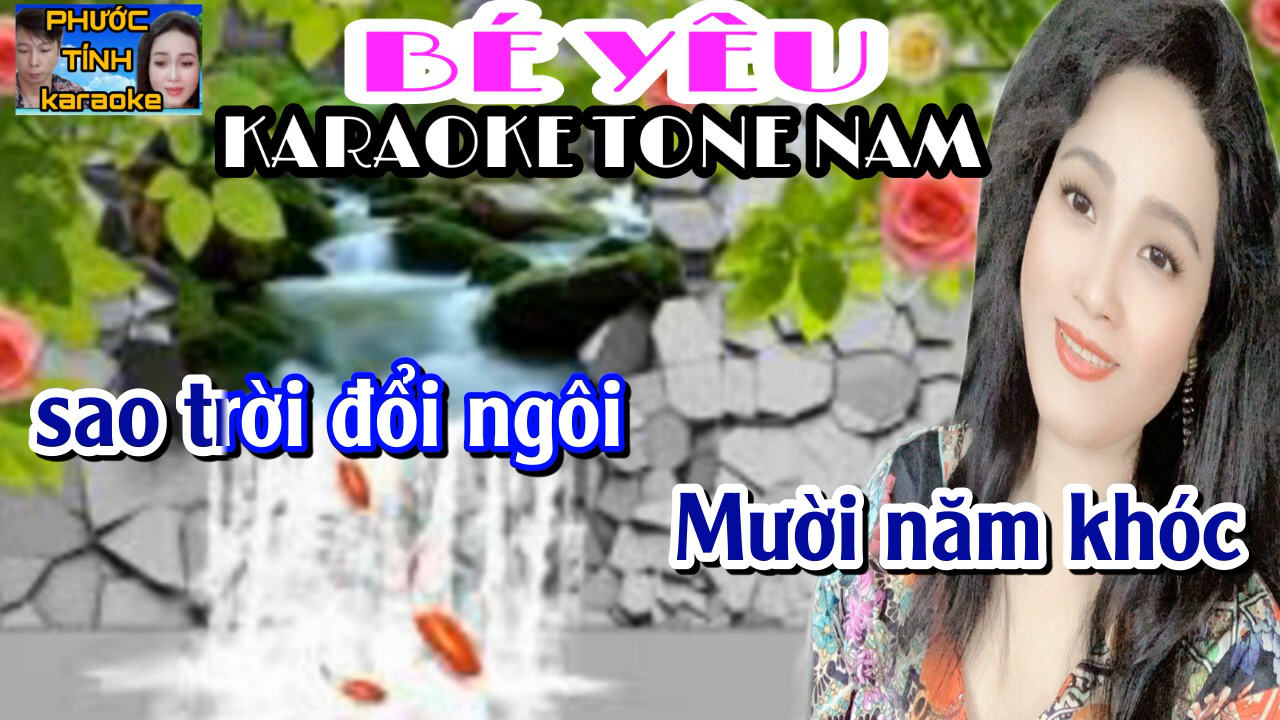 PHƯỚC
TÍNH
karaoke
BÉ YÊU
KARAOKE TONE NAM
sao trời đổi ngôi
Mười năm khóc